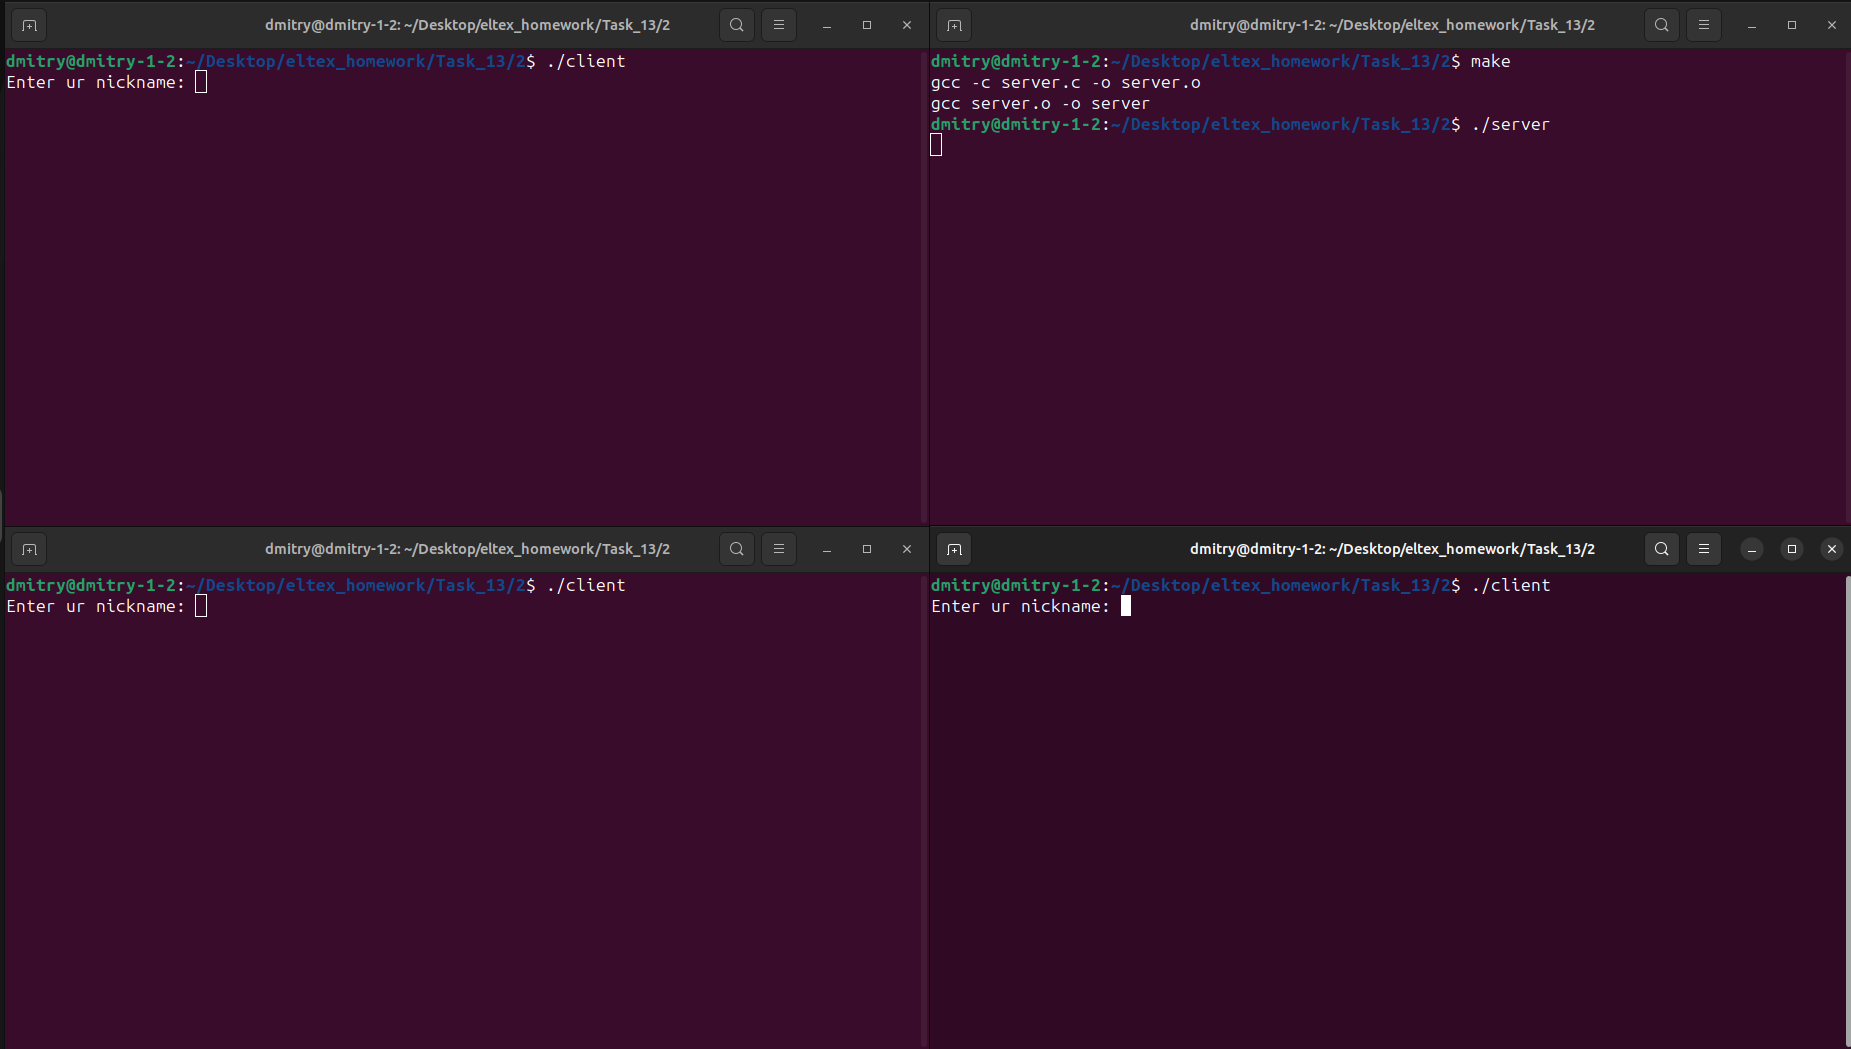 dmitry@dmitry-1-2: ~/Desktop/eltex_homework/Task_13/2
dmitry@dmitry-1-2:~/Desktop/eltex_homework/Task_13/2$ ./client
Enter ur nickname:
dmitry@dmitry-1-2: ~/Desktop/eltex_homework/Task_13/2
dmitry@dmitry-1-2:~/Desktop/eltex_homework/Task_13/2$ make
gcc -c server.c -o server.o
gcc server.o -o server
dmitry@dmitry-1-2:~/Desktop/eltex_homework/Task_13/2$ ./server
dmitry@dmitry-1-2: ~/Desktop/eltex_homework/Task_13/2
dmitry@dmitry-1-2:~/Desktop/eltex_homework/Task_13/2$ ./client
Enter ur nickname:
dmitry@dmitry-1-2: ~/Desktop/eltex_homework/Task_13/2
dmitry@dmitry-1-2:~/Desktop/eltex_homework/Task_13/2$ ./client
Enter ur nickname: